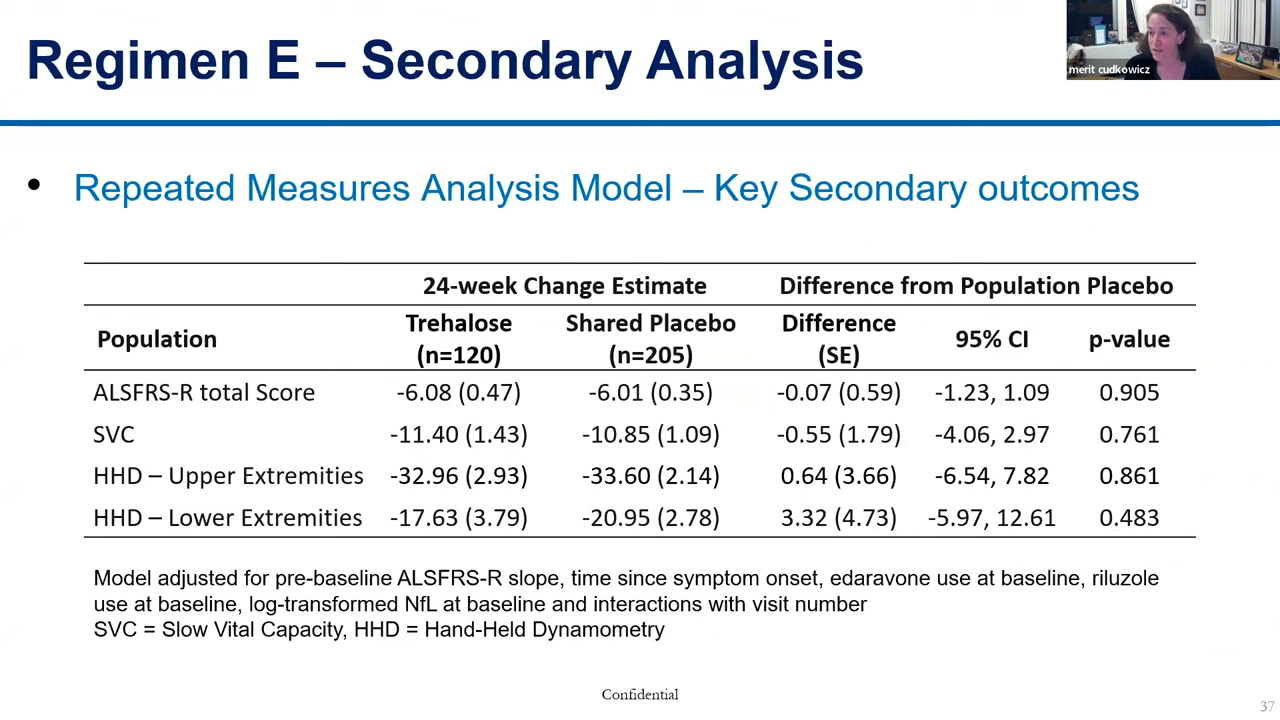 Regimen E – Secondary Analysis
merit cudkowicz
• Repeated Measures Analysis Model – Key Secondary outcomes
24-week Change Estimate Difference from Population Placebo
Population Trehalose (n=120) Shared Placebo (n=205) Difference (SE) 95% CI p-value
ALSFRS-R total Score -6.08 (0.47) -6.01 (0.35) -0.07 (0.59) -1.23, 1.09 0.905
SVC -11.40 (1.43) -10.85 (1.09) -0.55 (1.79) -4.06, 2.97 0.761
HHD – Upper Extremities -32.96 (2.93) -33.60 (2.14) 0.64 (3.66) -6.54, 7.82 0.861
HHD – Lower Extremities -17.63 (3.79) -20.95 (2.78) 3.32 (4.73) -5.97, 12.61 0.483
Model adjusted for pre-baseline ALSFRS-R slope, time since symptom onset, edaravone use at baseline, riluzole
use at baseline, log-transformed NfL at baseline and interactions with visit number
SVC = Slow Vital Capacity, HHD = Hand-Held Dynamometry
Confidential
37